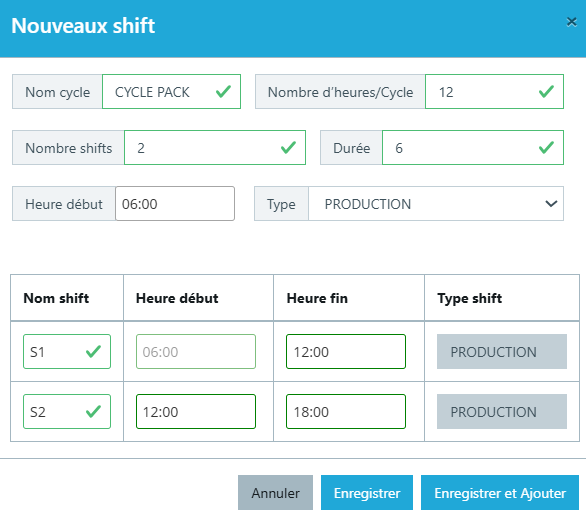 Nouveaux shift ×
Nom cycle CYCLE PACK Nombre d'heures/Cycle 12
Nombre shifts 2 Durée 6
Heure début 06:00 Type PRODUCTION
Nom shift Heure début Heure fin Type shift
S1 06:00 12:00 PRODUCTION
S2 12:00 18:00 PRODUCTION
Annuler Enregistrer Enregistrer et Ajouter